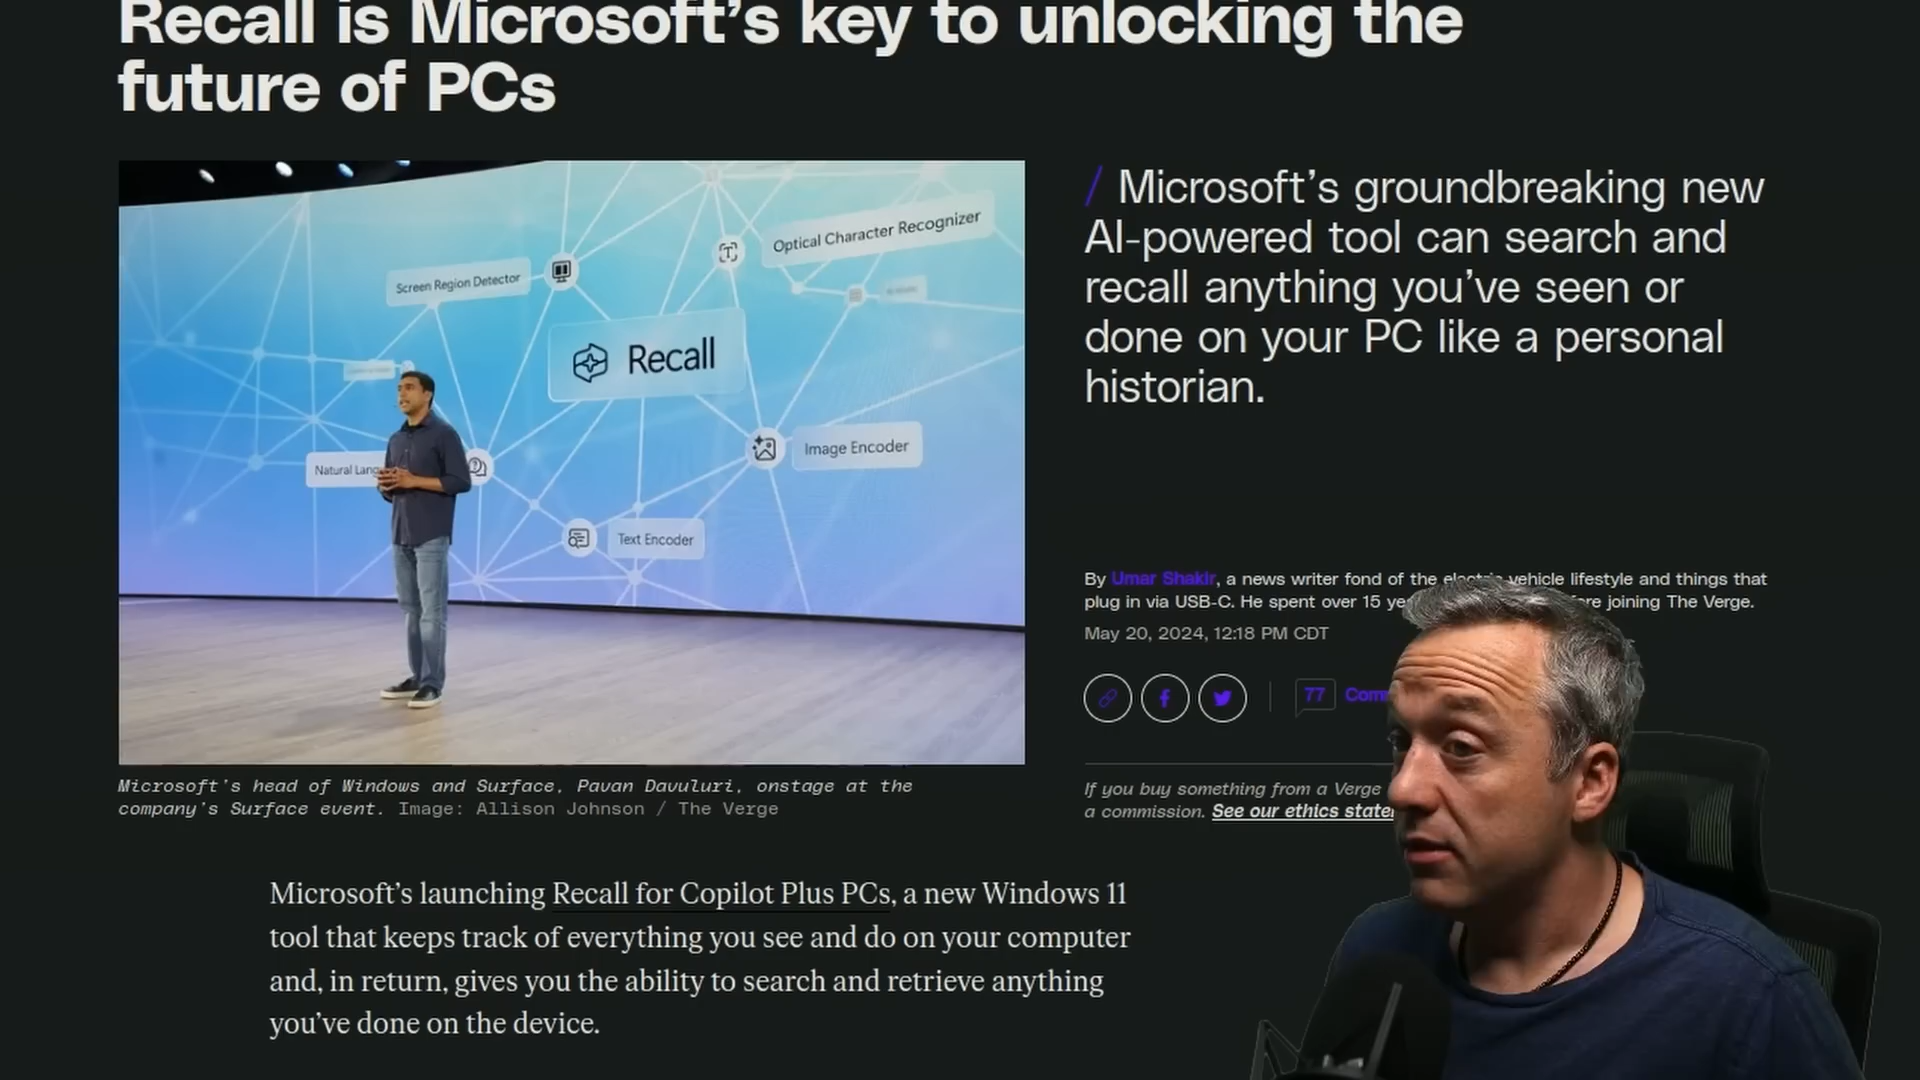 Recall is Microsoft's key to unlocking the
future of PCs
Optical Character Recognizer
Screen Region Detector
Recall
Image Encoder
Natural Lang
Text Encoder
/ Microsoft's groundbreaking new
AI-powered tool can search and
recall anything you've seen or
done on your PC like a personal
historian.
By Umar Shakir, a news writer fond of the electric vehicle lifestyle and things that
plug in via USB-C. He spent over 15 joining The Verge.
May 20, 2024, 12:18 PM CDT
77
Microsoft's head of Windows and Surface, Pavan Davuluri, onstage at the
company's Surface event. Image: Allison Johnson / The Verge
If you buy something from a Verge
a commission. See our ethics
Microsoft's launching Recall for Copilot Plus PCs, a new Windows 11
tool that keeps track of everything you see and do on your computer
and, in return, gives you the ability to search and retrieve anything
you've done on the device.